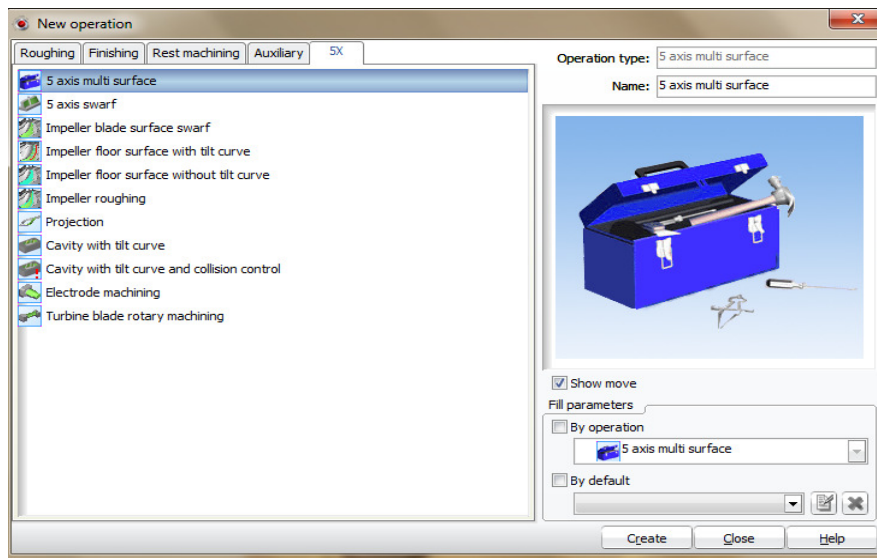 New operation
Roughing Finishing Rest machining Auxiliary 5X
5 axis multi surface
5 axis swarf
Impeller blade surface swarf
Impeller floor surface with tilt curve
Impeller floor surface without tilt curve
Impeller roughing
Projection
Cavity with tilt curve
Cavity with tilt curve and collision control
Electrode machining
Turbine blade rotary machining
Operation type: 5 axis multi surface
Name: 5 axis multi surface
Show move
Fill parameters
By operation
5 axis multi surface
By default
Create Close Help